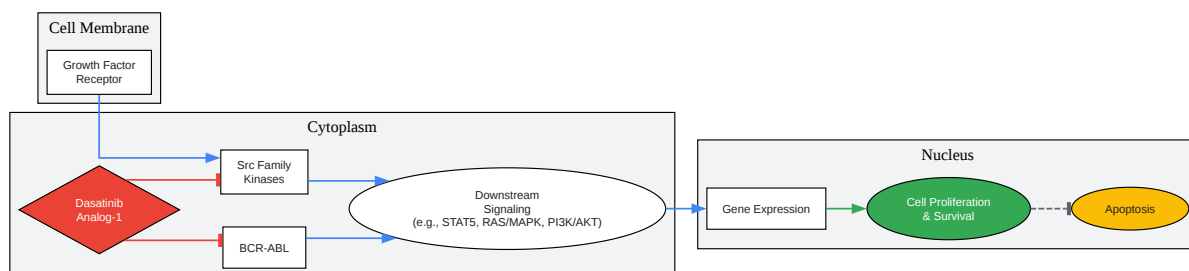 Cell Membrane
Growth Factor
Receptor
Cytoplasm
Src Family
Kinases
Dasatinib
Analog-1
BCR-ABL
Downstream
Signaling
(e.g., STAT5, RAS/MAPK, PI3K/AKT)
Nucleus
Gene Expression
Cell Proliferation
& Survival
Apoptosis